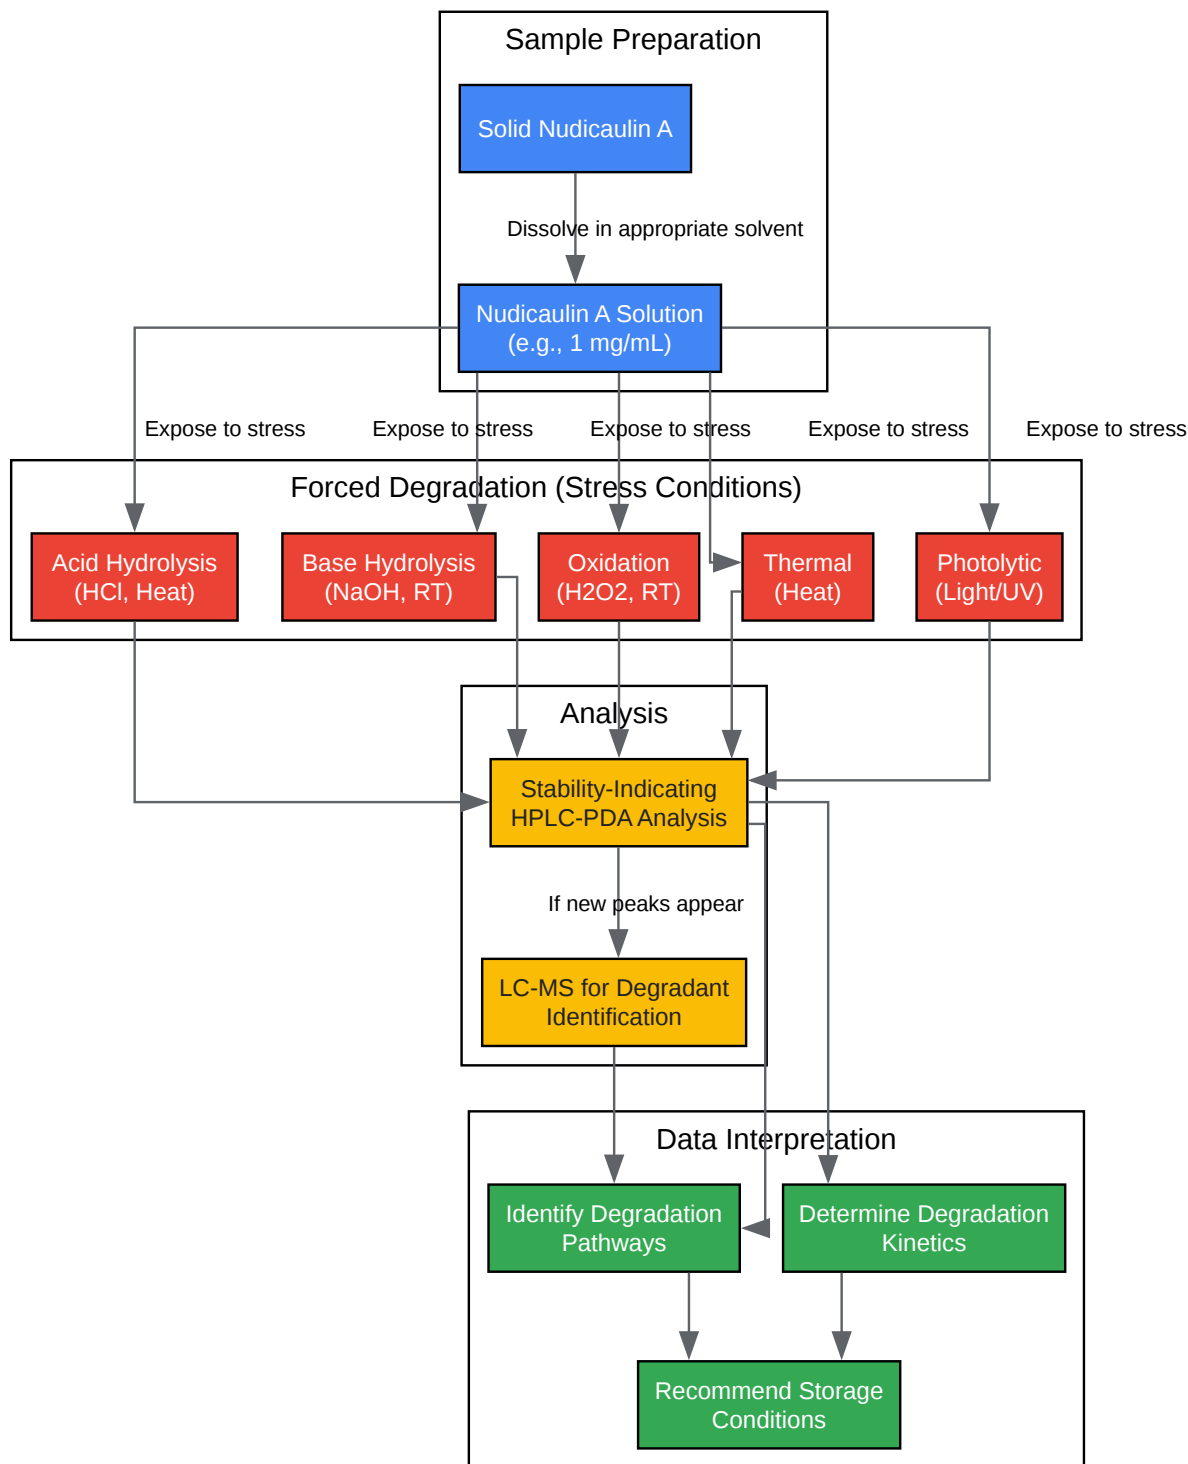 Sample Preparation
Solid Nudicaulin A
Dissolve in appropriate solvent
Nudicaulin A Solution
(e.g., 1 mg/mL)
Expose to stress
Expose to stress
Expose to stress
Expose to stress
Expose to stress
Forced Degradation (Stress Conditions)
Acid Hydrolysis
(HCl, Heat)
Base Hydrolysis
(NaOH, RT)
Oxidation
(H2O2, RT)
Thermal
(Heat)
Photolytic
(Light/UV)
Analysis
Stability-Indicating
HPLC-PDA Analysis
If new peaks appear
LC-MS for Degradant
Identification
Data Interpretation
Identify Degradation
Pathways
Determine Degradation
Kinetics
Recommend Storage
Conditions